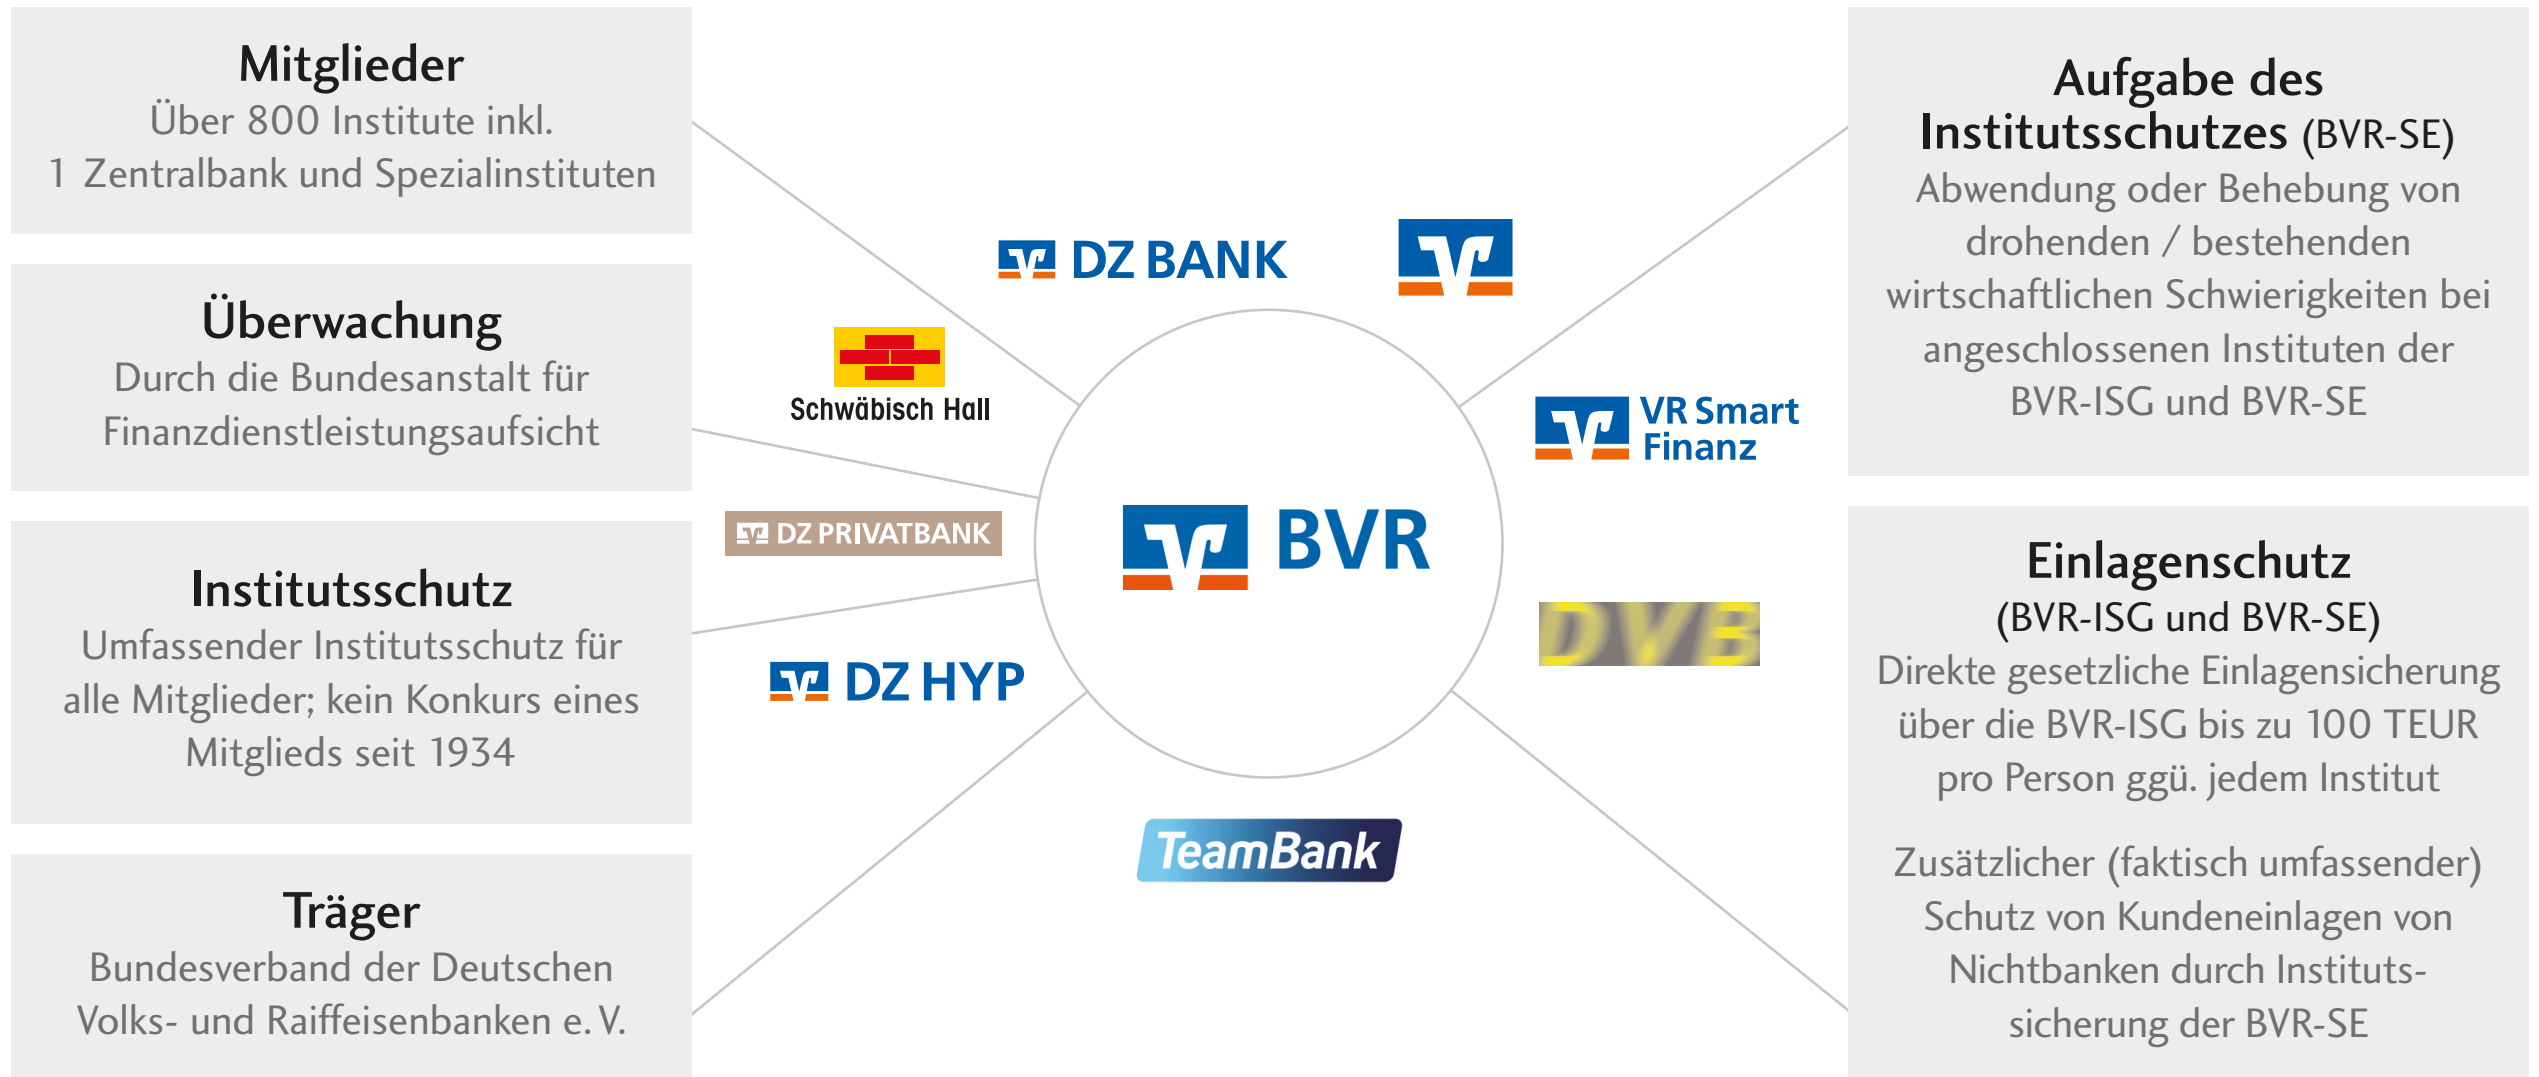 Mitglieder
Über 800 Institute inkl.
1 Zentralbank und Spezialinstituten
Überwachung
Durch die Bundesanstalt für
Finanzdienstleistungsaufsicht
Institutsschutz
Umfassender Institutsschutz für
alle Mitglieder; kein Konkurs eines
Mitglieds seit 1934
Träger
Bundesverband der Deutschen
Volks- und Raiffeisenbanken e. V.
DZ BANK
Schwäbisch Hall
VR Smart
Finanz
DZ PRIVATBANK
BVR
DVB
DZ HYP
TeamBank
Aufgabe des
Institutsschutzes (BVR-SE)
Abwendung oder Behebung von
drohenden / bestehenden
wirtschaftlichen Schwierigkeiten bei
angeschlossenen Instituten der
BVR-ISG und BVR-SE
Einlagenschutz
(BVR-ISG und BVR-SE)
Direkte gesetzliche Einlagensicherung
über die BVR-ISG bis zu 100 TEUR
pro Person ggü. jedem Institut
Zusätzlicher (faktisch umfassender)
Schutz von Kundeneinlagen von
Nichtbanken durch Instituts-
sicherung der BVR-SE